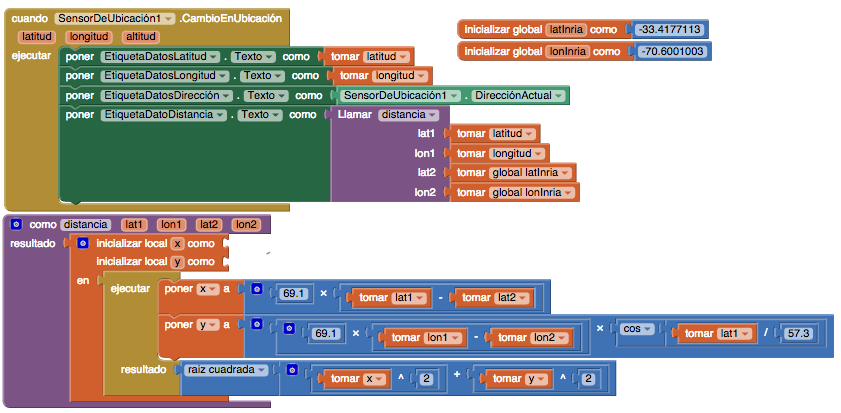 cuando SensorDeUbicación1 .CambioEnUbicación
latitud longitud altitud
ejecutar poner EtiquetaDatosLatitud . Texto como tomar latitud
poner EtiquetaDatosLongitud . Texto como tomar longitud
poner EtiquetaDatosDirección . Texto como SensorDeUbicación1 . DirecciónActual
poner EtiquetaDatoDistancia . Texto como Llamar distancia
lat1 tomar latitud
lon1 tomar longitud
lat2 tomar global latInria
lon2 tomar global lonInria
inicializar global latInria como -33.4177113
inicializar global lonInria como -70.6001003
como distancia lat1 lon1 lat2 lon2
resultado inicializar local x como
inicializar local y como
en ejecutar poner x a 69.1 × tomar lat1 - tomar lat2
poner y a 69.1 × tomar lon1 - tomar lon2 × cos tomar lat1 / 57.3
resultado raiz cuadrada tomar x ^ 2 + tomar y ^ 2